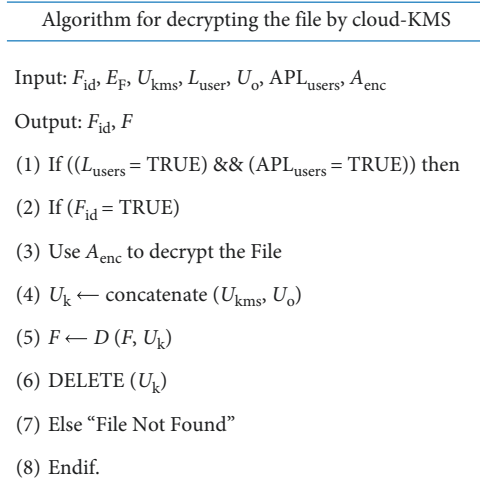 Algorithm for decrypting the file by cloud-KMS
Input: F_id, E_F, U_kms, L_user, U_o, APL_users, A_enc
Output: F_id, F
(1) If ((L_users = TRUE) && (APL_users = TRUE)) then
(2) If (F_id = TRUE)
(3) Use A_enc to decrypt the File
(4) U_k ← concatenate (U_kms, U_o)
(5) F ← D (F, U_k)
(6) DELETE (U_k)
(7) Else “File Not Found”
(8) Endif.